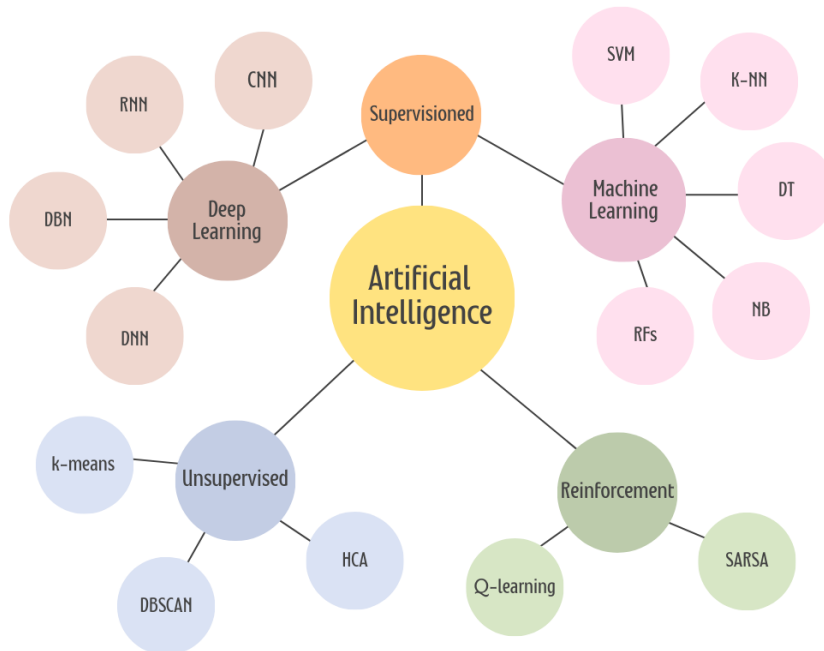 SVM
CNN
K-NN
RNN
Supervisioned
Machine
Learning
DT
DBN
Deep
Learning
Artificial
Intelligence
NB
DNN
RFs
k-means
Unsupervised
Reinforcement
HCA
SARSA
Q-learning
DBSCAN